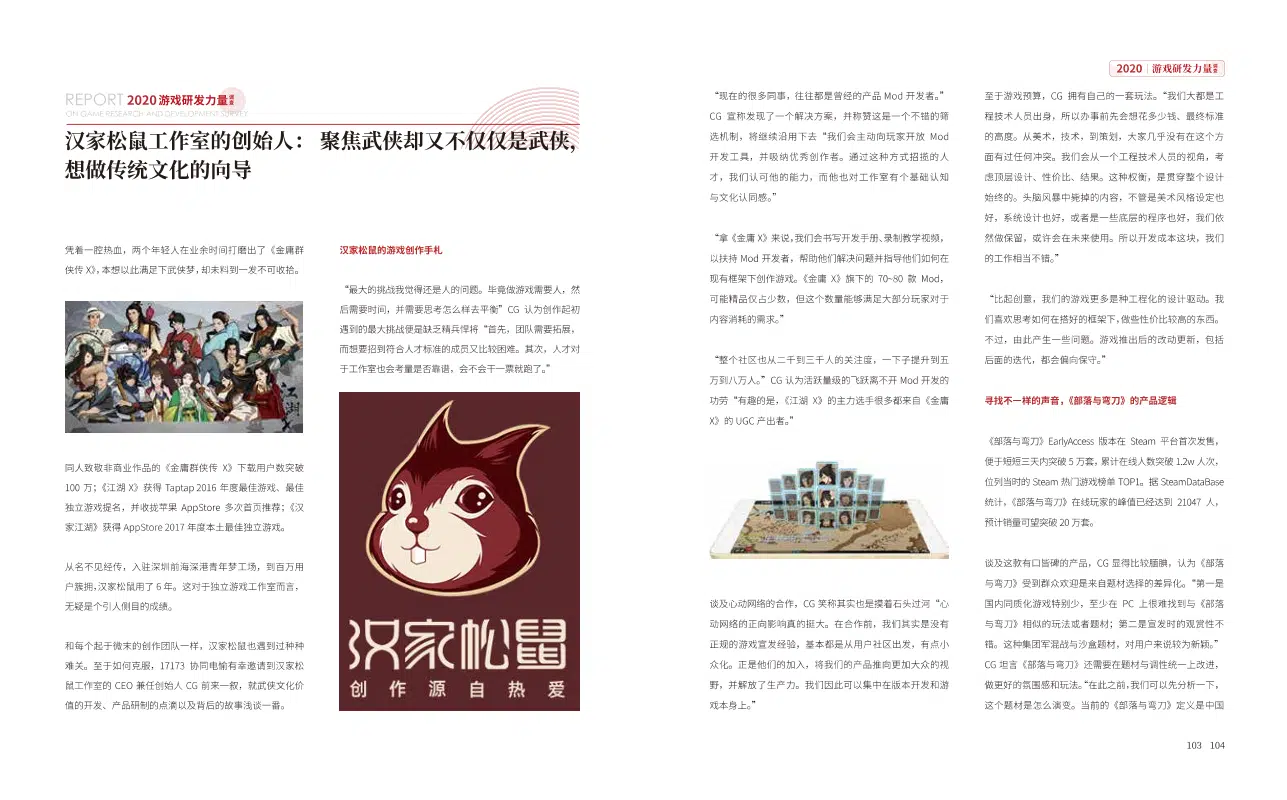 REPORT 2020游戏研发力量调查
ON GAME RESEARCH AND DEVELOPMENT SURVEY
汉家松鼠工作室的创始人： 聚焦武侠却又不仅仅是武侠，
想做传统文化的向导
凭着一腔热血，两个年轻人在业余时间打磨出了《金庸群
侠传 X》，本想以此满足下武侠梦，却未料到一发不可收拾。
江湖
X
同人致敬非商业作品的《金庸群侠传 X》下载用户数突破
100 万；《江湖 X》获得 Taptap 2016 年度最佳游戏、最佳
独立游戏提名，并收拢苹果 AppStore 多次首页推荐；《汉
家江湖》获得 AppStore 2017 年度本土最佳独立游戏。
从名不见经传，入驻深圳前海深港青年梦工场，到百万用
户簇拥，汉家松鼠用了 6 年。这对于独立游戏工作室而言，
无疑是个引人侧目的成绩。
和每个起于微末的创作团队一样，汉家松鼠也遇到过种种
难关。至于如何克服，17173 协同电愉有幸邀请到汉家松
鼠工作室的 CEO 兼任创始人 CG 前来一叙，就武侠文化价
值的开发、产品研制的点滴以及背后的故事浅谈一番。
汉家松鼠的游戏创作手札
“最大的挑战我觉得还是人的问题。毕竟做游戏需要人，然
后需要时间，并需要思考怎么样去平衡” CG 认为创作起初
遇到的最大挑战便是缺乏精兵悍将 “首先，团队需要拓展，
而想要招到符合人才标准的成员又比较困难。其次，人才对
于工作室也会考量是否靠谱，会不会干一票就跑了。”
汉家松鼠
创作源自热爱
2020 游戏研发力量调查
“现在的很多同事，往往都是曾经的产品 Mod 开发者。”
CG 宣称发现了一个解决方案，并称赞这是一个不错的筛
选机制，将继续沿用下去 “我们会主动向玩家开放 Mod
开发工具，并吸纳优秀创作者。通过这种方式招揽的人
才，我们认可他的能力，而他也对工作室有个基础认知
与文化认同感。”
“拿《金庸 X》来说，我们会书写开发手册、录制教学视频，
以扶持 Mod 开发者，帮助他们解决问题并指导他们如何在
现有框架下创作游戏。《金庸 X》旗下的 70~80 款 Mod，
可能精品仅占少数，但这个数量能够满足大部分玩家对于
内容消耗的需求。”
“整个社区也从二千到三千人的关注度，一下子提升到五
万到八万人。” CG 认为活跃量级的飞跃离不开 Mod 开发的
功劳 “有趣的是，《江湖 X》的主力选手很多都来自《金庸
X》的 UGC 产出者。”
谈及心动网络的合作，CG 笑称其实也是摸着石头过河 “心
动网络的正向影响真的挺大。在合作前，我们其实是没有
正规的游戏宣发经验，基本都是从用户社区出发，有点小
众化。正是他们的加入，将我们的产品推向更加大众的视
野，并解放了生产力。我们因此可以集中在版本开发和游
戏本身上。”
至于游戏预算，CG 拥有自己的一套玩法。“我们大都是工
程技术人员出身，所以办事前先会想花多少钱、最终标准
的高度。从美术，技术，到策划，大家几乎没有在这个方
面有过任何冲突。我们会从一个工程技术人员的视角，考
虑顶层设计、性价比、结果。这种权衡，是贯穿整个设计
始终的。头脑风暴中毙掉的内容，不管是美术风格设定也
好，系统设计也好，或者是一些底层的程序也好，我们依
然做保留，或许会在未来使用。所以开发成本这块，我们
的工作相当不错。”
“比起创意，我们的游戏更多是种工程化的设计驱动。我
们喜欢思考如何在搭好的框架下，做些性价比较高的东西。
不过，由此产生一些问题。游戏推出后的改动更新，包括
后面的迭代，都会偏向保守。”
寻找不一样的声音，《部落与弯刀》的产品逻辑
《部落与弯刀》EarlyAccess 版本在 Steam 平台首次发售，
便于短短三天内突破 5 万套，累计在线人数突破 1.2w 人次，
位列当时的 Steam 热门游戏榜单 TOP1。据 SteamDataBase
统计，《部落与弯刀》在线玩家的峰值已经达到 21047 人，
预计销量可望突破 20 万套。
谈及这款有口皆碑的产品，CG 显得比较腼腆，认为《部落
与弯刀》受到群众欢迎是来自题材选择的差异化。“第一是
国内同质化游戏特别少，至少在 PC 上很难找到与《部落
与弯刀》相似的玩法或者题材；第二是宣发时的观赏性不
错。这种集团军混战与沙盒题材，对用户来说较为新颖。”
CG 坦言《部落与弯刀》还需要在题材与调性统一上改进，
做更好的氛围感和玩法。“在此之前，我们可以先分析一下，
这个题材是怎么演变。当前的《部落与弯刀》定义是中国
103 104